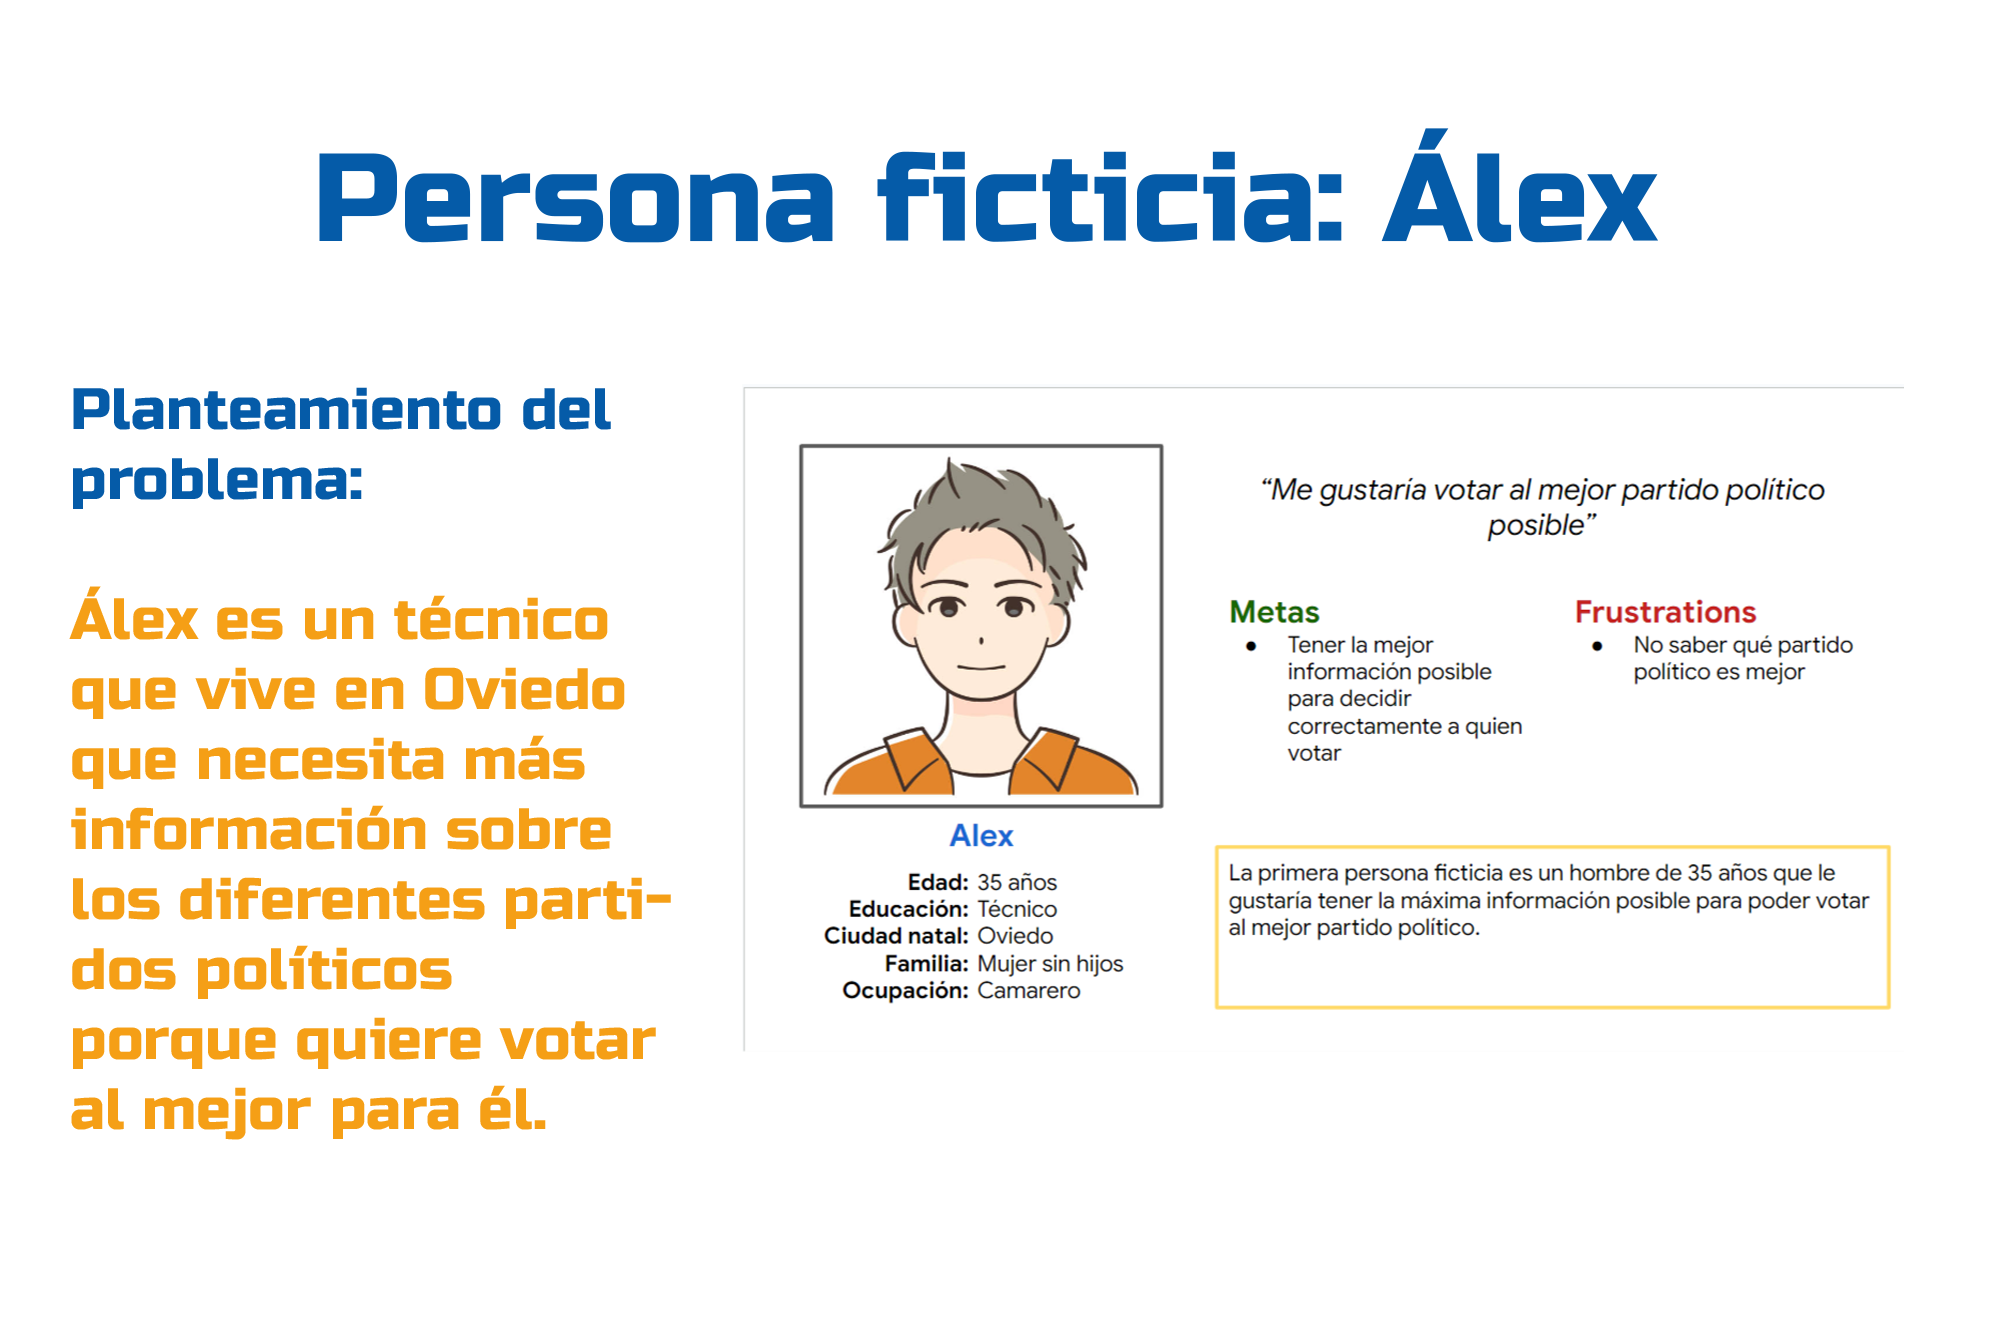 Persona ficticia: Álex
Planteamiento del
problema:
Álex es un técnico
que vive en Oviedo
que necesita más
información sobre
los diferentes parti-
dos políticos
porque quiere votar
al mejor para él.
Alex
Edad: 35 años
Educación: Técnico
Ciudad natal: Oviedo
Familia: Mujer sin hijos
Ocupación: Camarero
“Me gustaría votar al mejor partido político
posible”
Metas
● Tener la mejor
información posible
para decidir
correctamente a quien
votar
Frustrations
● No saber qué partido
político es mejor
La primera persona ficticia es un hombre de 35 años que le
gustaría tener la máxima información posible para poder votar
al mejor partido político.